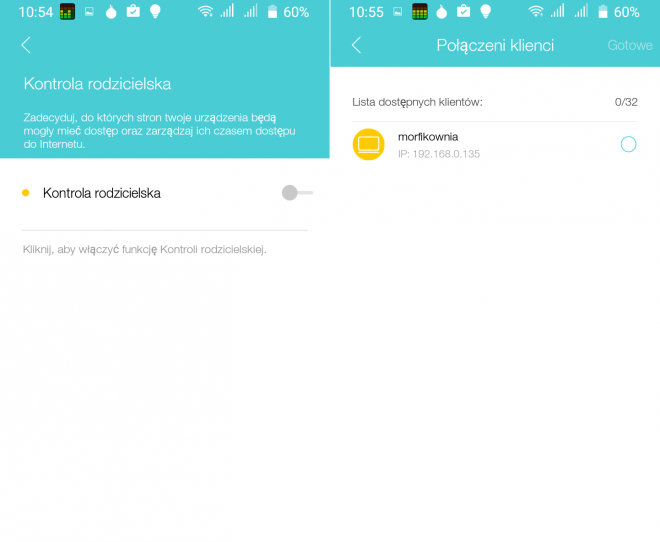 10:54
60%
Kontrola rodzicielska
Zadecyduj, do których stron twoje urządzenia będą
mogły mieć dostęp oraz zarządzaj ich czasem dostępu
do Internetu.
Kontrola rodzicielska
Kliknij, aby włączyć funkcję Kontroli rodzicielskiej.
10:55
60%
Połączeni klienci
Gotowe
Lista dostępnych klientów:
0/32
morfikownia
IP: 192.168.0.135